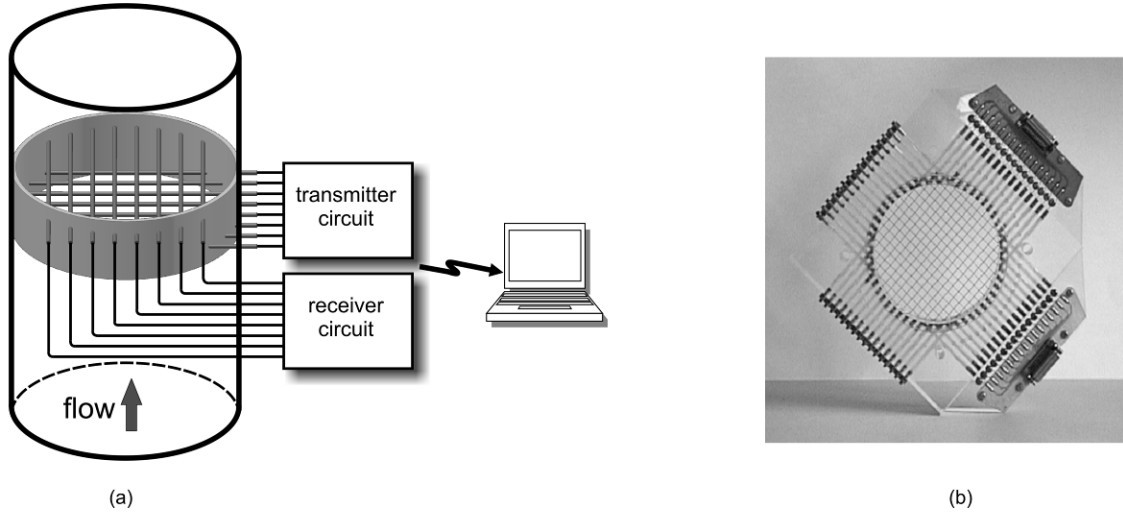 transmitter
circuit
receiver
circuit
flow
(a)
(b)